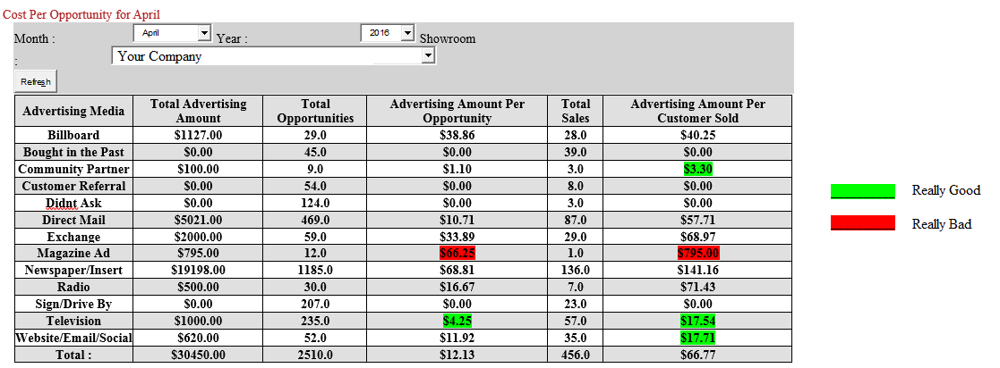 Cost Per Opportunity for April
Month : April Year : 2016 Showroom
: Your Company
Refresh
Advertising Media Total Advertising Amount Total Opportunities Advertising Amount Per Opportunity Total Sales Advertising Amount Per Customer Sold
Billboard $1127.00 29.0 $38.86 28.0 $40.25
Bought in the Past $0.00 45.0 $0.00 39.0 $0.00
Community Partner $100.00 9.0 $1.10 3.0 $3.30
Customer Referral $0.00 54.0 $0.00 8.0 $0.00
Didnt Ask $0.00 124.0 $0.00 3.0 $0.00
Direct Mail $5021.00 469.0 $10.71 87.0 $57.71
Exchange $2000.00 59.0 $33.89 29.0 $68.97
Magazine Ad $795.00 12.0 $66.25 1.0 $795.00
Newspaper/Insert $19198.00 1185.0 $68.81 136.0 $141.16
Radio $500.00 30.0 $16.67 7.0 $71.43
Sign/Drive By $0.00 207.0 $0.00 23.0 $0.00
Television $1000.00 235.0 $4.25 57.0 $17.54
Website/Email/Social $620.00 52.0 $11.92 35.0 $17.71
Total : $30450.00 2510.0 $12.13 456.0 $66.77
Really Good
Really Bad